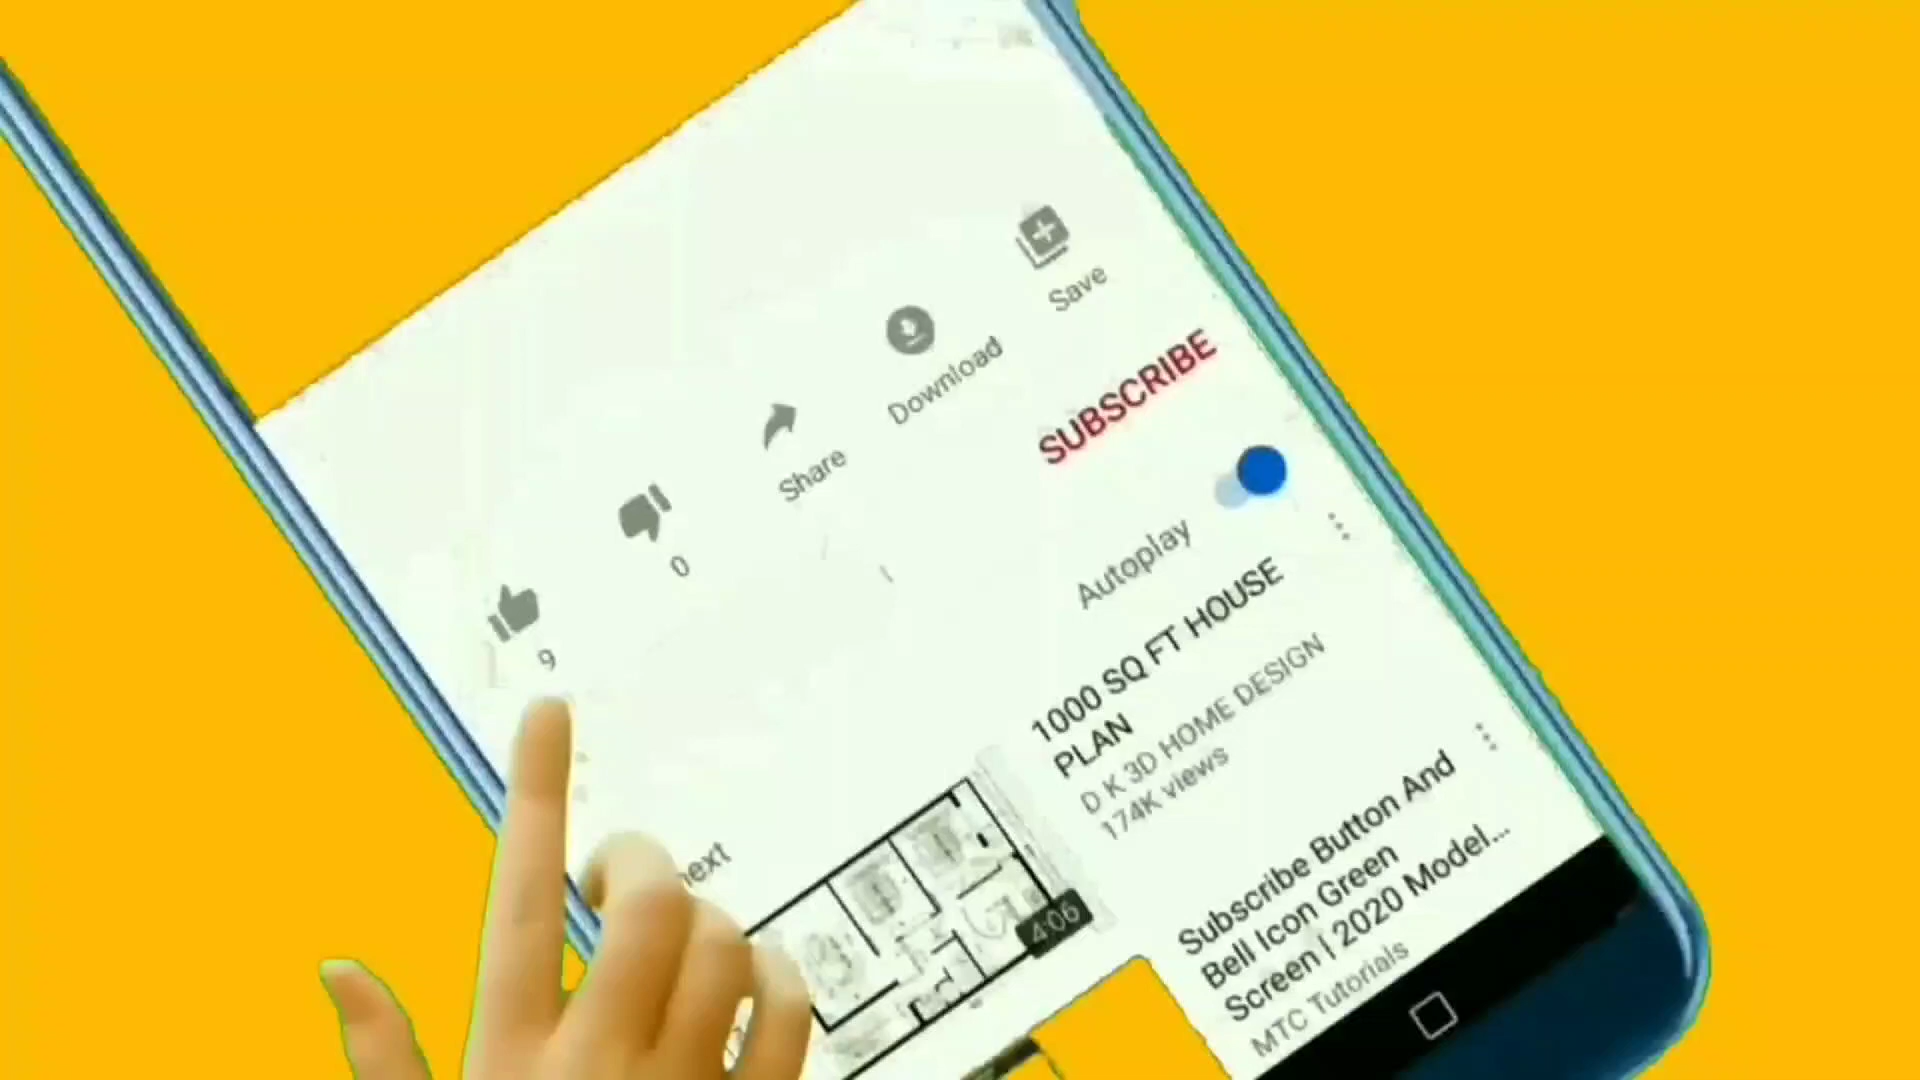 Save
Download
Share
0
9
SUBSCRIBE
Autoplay
1000 SQ FT HOUSE
PLAN
D K 3D HOME DESIGN
174K views
next
4:06
Subscribe Button And
Bell Icon Green
Screen | 2020 Model...
MTC Tutorials